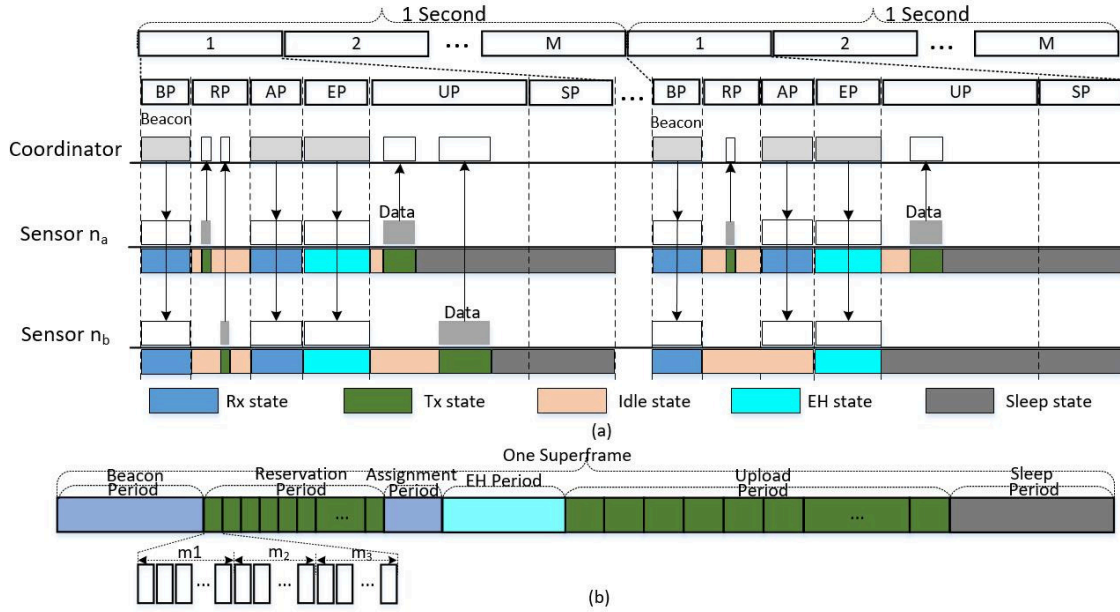 1 Second 1 Second
1 2 ... M 1 2 ... M
BP RP AP EP UP SP ... BP RP AP EP UP SP
Beacon Beacon
Coordinator
Data Data
Sensor na
Data
Sensor nb
Rx state Tx state Idle state EH state Sleep state
(a)
One Superframe
Beacon Period Reservation Period Assignment Period EH Period Upload Period Sleep Period
... ...
m1 m2 m3
... ... ...
(b)